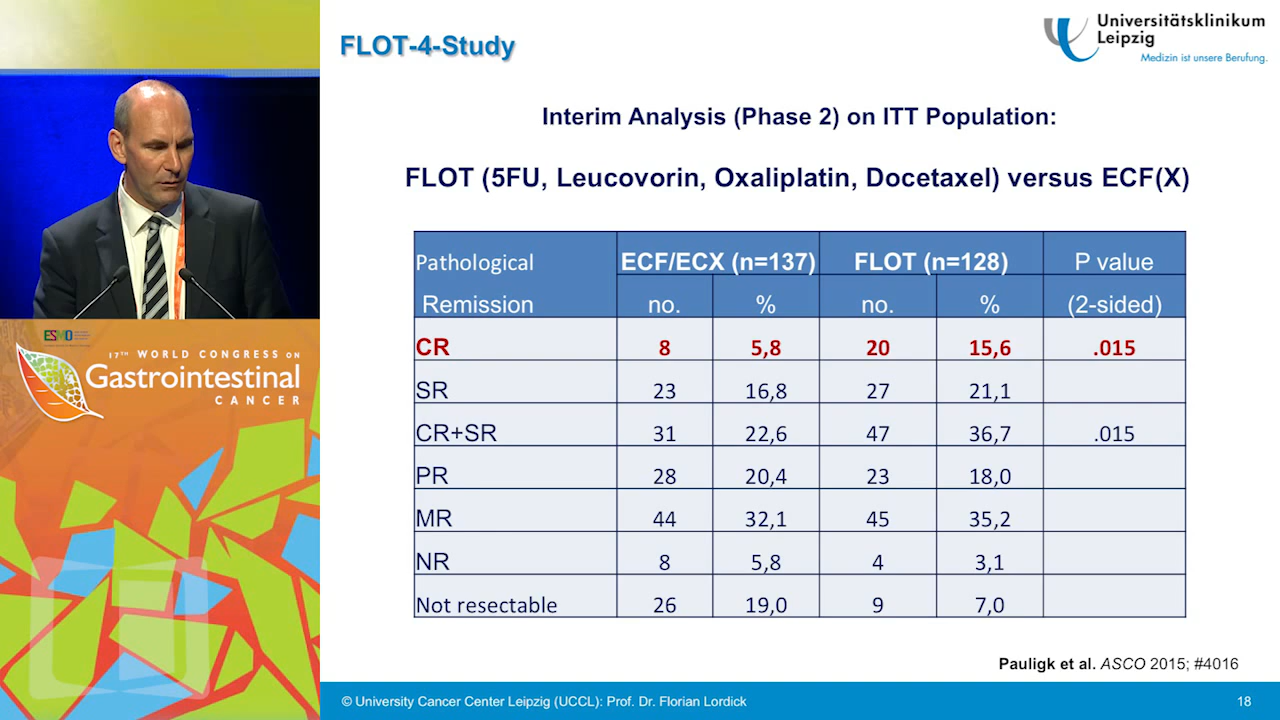 FLOT-4-Study
Universitätsklinikum
Leipzig
Medizin ist unsere Berufung.
Interim Analysis (Phase 2) on ITT Population:
FLOT (5FU, Leucovorin, Oxaliplatin, Docetaxel) versus ECF(X)
Pathological Remission ECF/ECX (n=137) FLOT (n=128) P value (2-sided)
no. % no. %
CR 8 5,8 20 15,6 .015
SR 23 16,8 27 21,1
CR+SR 31 22,6 47 36,7 .015
PR 28 20,4 23 18,0
MR 44 32,1 45 35,2
NR 8 5,8 4 3,1
Not resectable 26 19,0 9 7,0
Pauligk et al. ASCO 2015; #4016
© University Cancer Center Leipzig (UCCL): Prof. Dr. Florian Lordick 18
ESMO
17TH WORLD CONGRESS ON
Gastrointestinal
CANCER